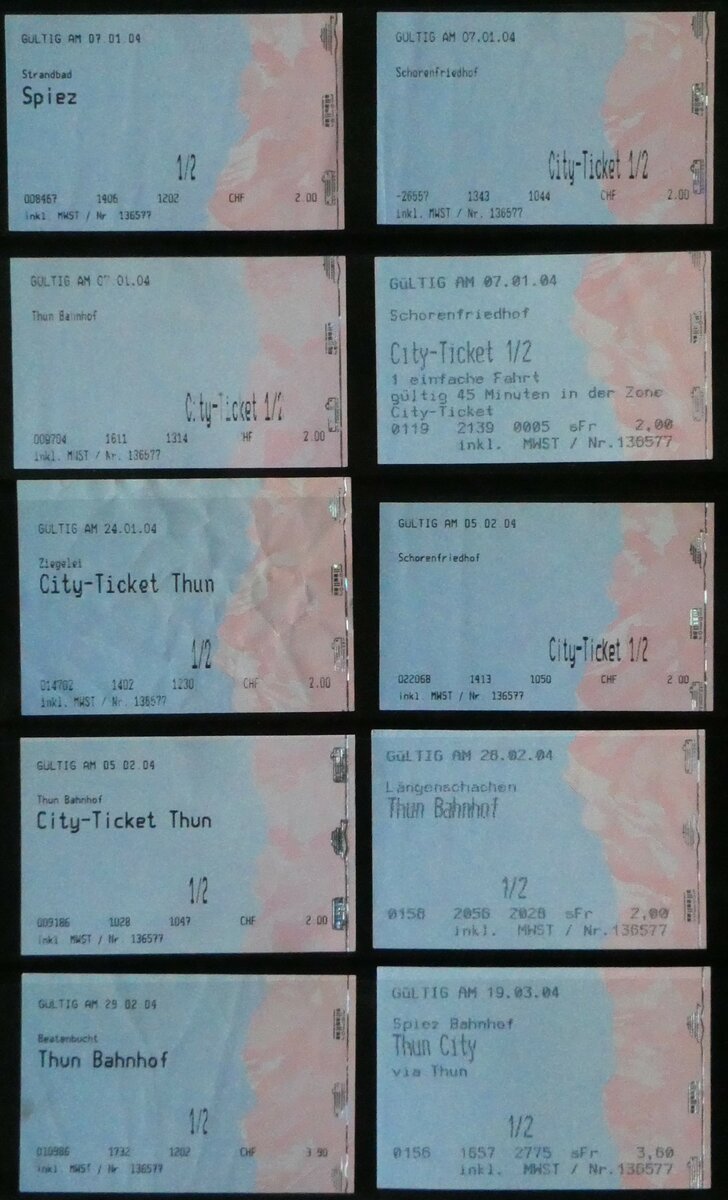 GÜLTIG AM 07.01.04
Strandbad
Spiez
1/2
008467 1406 1202 CHF 2.00
inkl. MWST / Nr. 136577
GÜLTIG AM 07.01.04
Schorenfriedhof
City-Ticket 1/2
-26557 1343 1044 CHF 2.00
inkl. MWST / Nr. 136577
GÜLTIG AM 07.01.04
Thun Bahnhof
City-Ticket 1/2
009704 1611 1314 HF 2.00
inkl. MWST / Nr. 136577
GüLTIG AM 07.01.04
Schorenfriedhof
City-Ticket 1/2
1 einfache Fahrt
gültig 45 Minuten in der Zone
City-Ticket
0119 2139 0005 sFr 2,00
inkl. MWST / Nr.136577
GÜLTIG AM 24.01.04
Ziegelei
City-Ticket Thun
1/2
014762 1402 1230 CHF 2.00
inkl. MWST / Nr. 136577
GÜLTIG AM 05 02 04
Schorenfriedhof
City-Ticket 1/2
022068 1413 1050 CHF 2 00
inkl MWST / Nr. 136577
GÜLTIG AM 05 02 04
Thun Bahnhof
City-Ticket Thun
1/2
009186 1028 1047 CHF 2 00
inkl MWST / Nr. 136577
GüLTIG AM 28.02.04
Längenschachen
Thun Bahnhof
1/2
0156 2056 2028 sFr 2,00
inkl. MWST / Nr.136577
GÜLTIG AM 29 02 04
Beatenbucht
Thun Bahnhof
1/2
010986 1732 1202 CHF 3 90
inkl MWST / Nr 136577
GüLTIG AM 19.03.04
Spiez Bahnhof
Thun City
via Thun
1/2
0156 1657 2775 sFr 3,60
inkl. MWST / Nr.136577